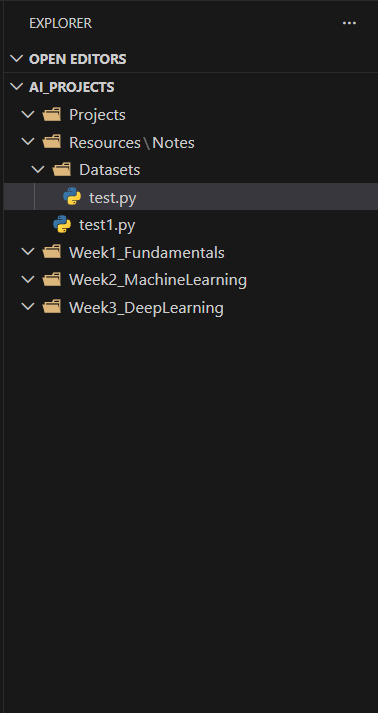 EXPLORER ···
OPEN EDITORS
AI_PROJECTS
Projects
Resources\Notes
Datasets
test.py
test1.py
Week1_Fundamentals
Week2_MachineLearning
Week3_DeepLearning